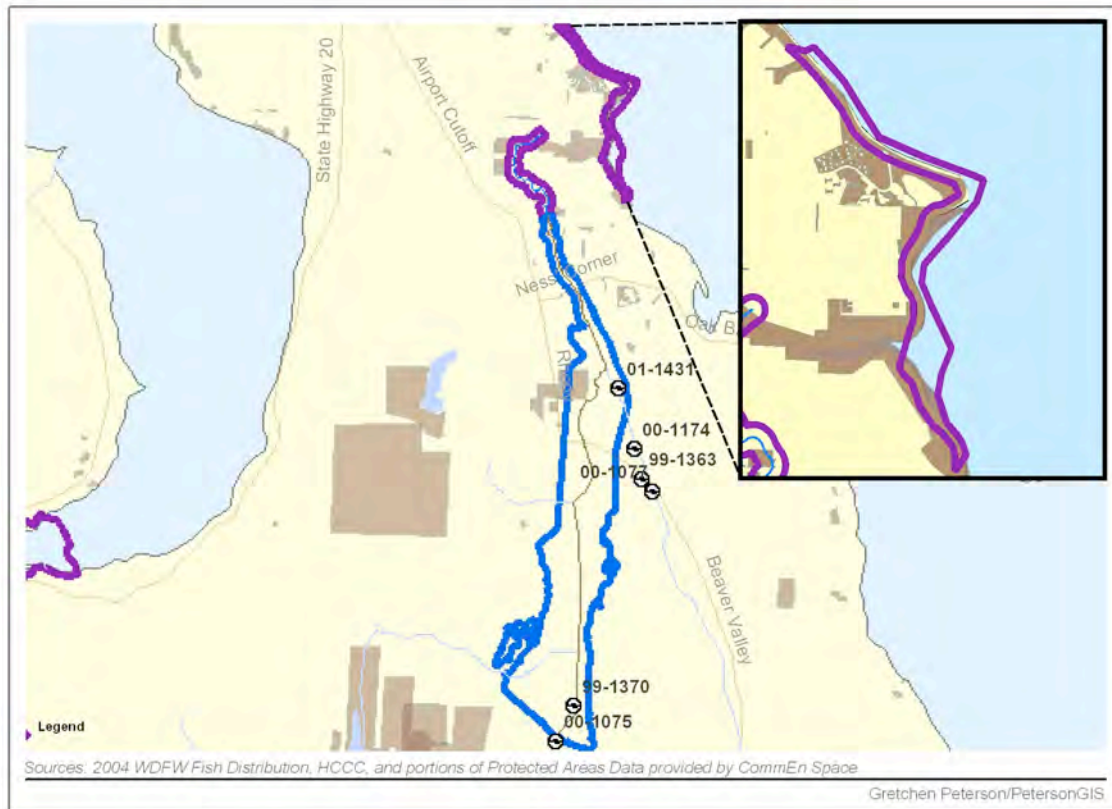 State Highway 20
Airport Cutoff
Ness Corner
Oak B
01-1431
00-1174
99-1363
00-1077
Beaver Valley
99-1370
00-1075
Legend
Sources: 2004 WDFW Fish Distribution, HCCC, and portions of Protected Areas Data provided by CommEn Space
Gretchen Peterson/PetersonGIS